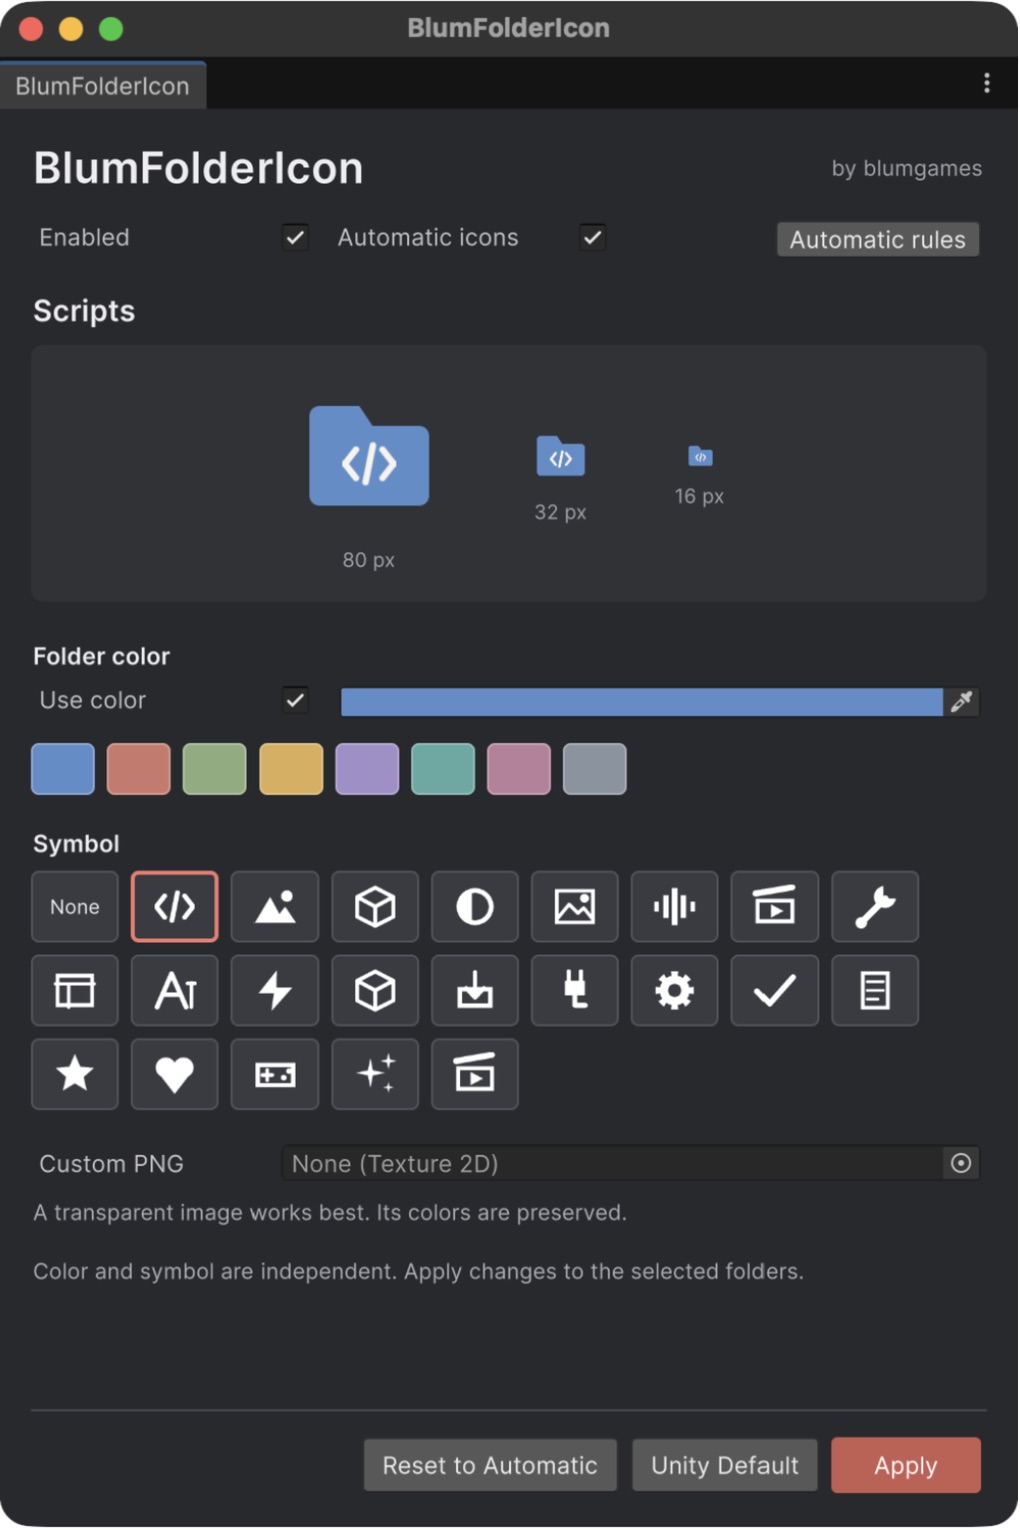 BlumFolderIcon
BlumFolderIcon
BlumFolderIcon
by blumgames
Enabled
Automatic icons
Automatic rules
Scripts
80 px
32 px
16 px
Folder color
Use color
Symbol
None
Custom PNG
None (Texture 2D)
A transparent image works best. Its colors are preserved.
Color and symbol are independent. Apply changes to the selected folders.
Reset to Automatic
Unity Default
Apply